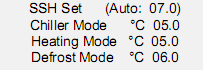 SSH Set (Auto: 07.0)
Chiller Mode °C 05.0
Heating Mode °C 05.0
Defrost Mode °C 06.0